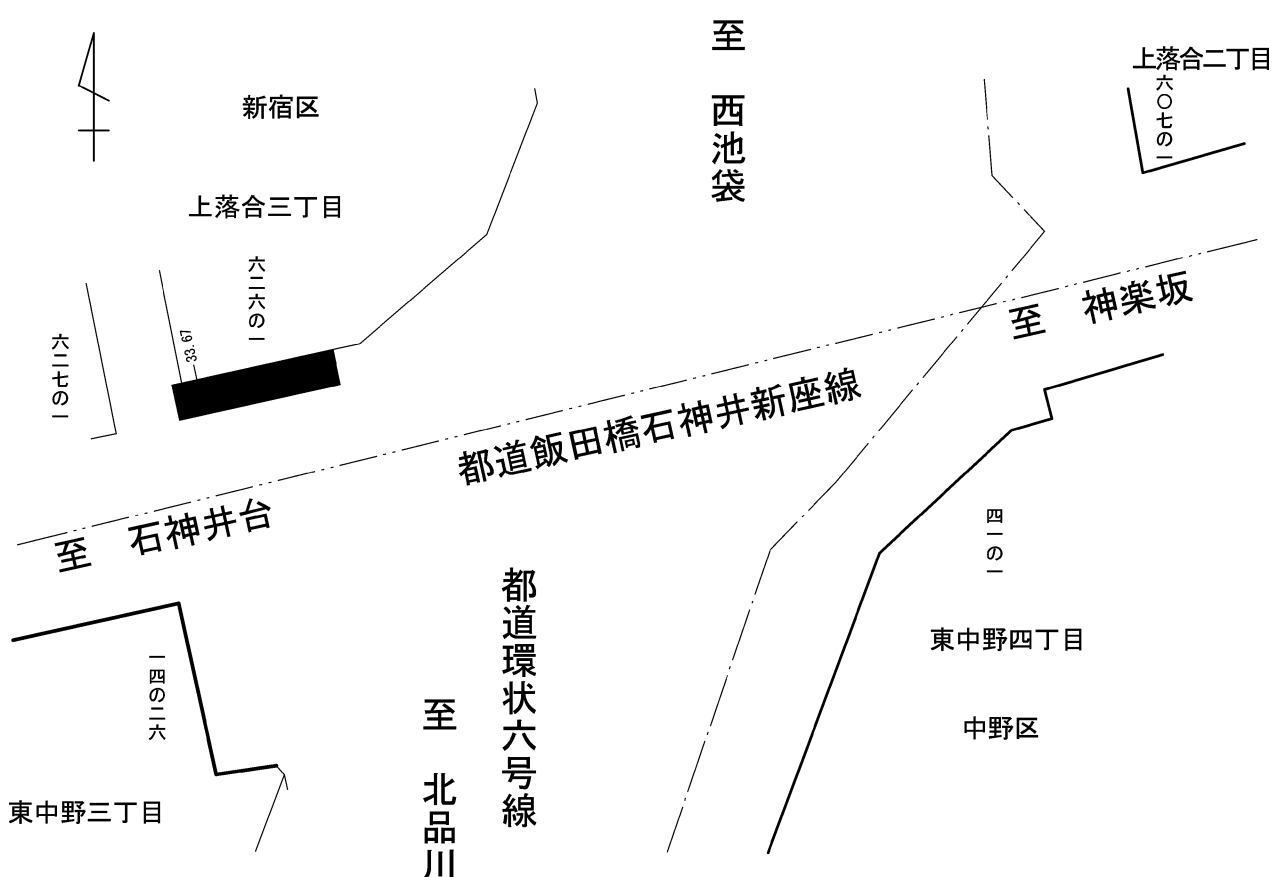 至　西池袋
上落合二丁目
六〇七の一
新宿区
上落合三丁目
六二六の一
33.67
六二七の一
至　神楽坂
都道飯田橋石神井新座線
至　石神井台
四一の一
都道環状六号線
東中野四丁目
中野区
一四の二六
至　北品川
東中野三丁目